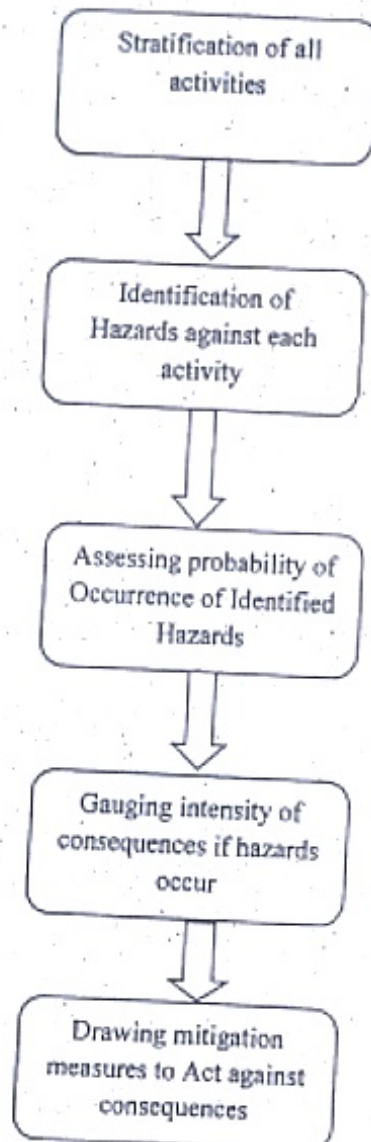 Stratification of all
activities
Identification of
Hazards against each
activity
Assessing probability of
Occurrence of Identified
Hazards
Gauging intensity of
consequences if hazards
occur
Drawing mitigation
measures to Act against
consequences